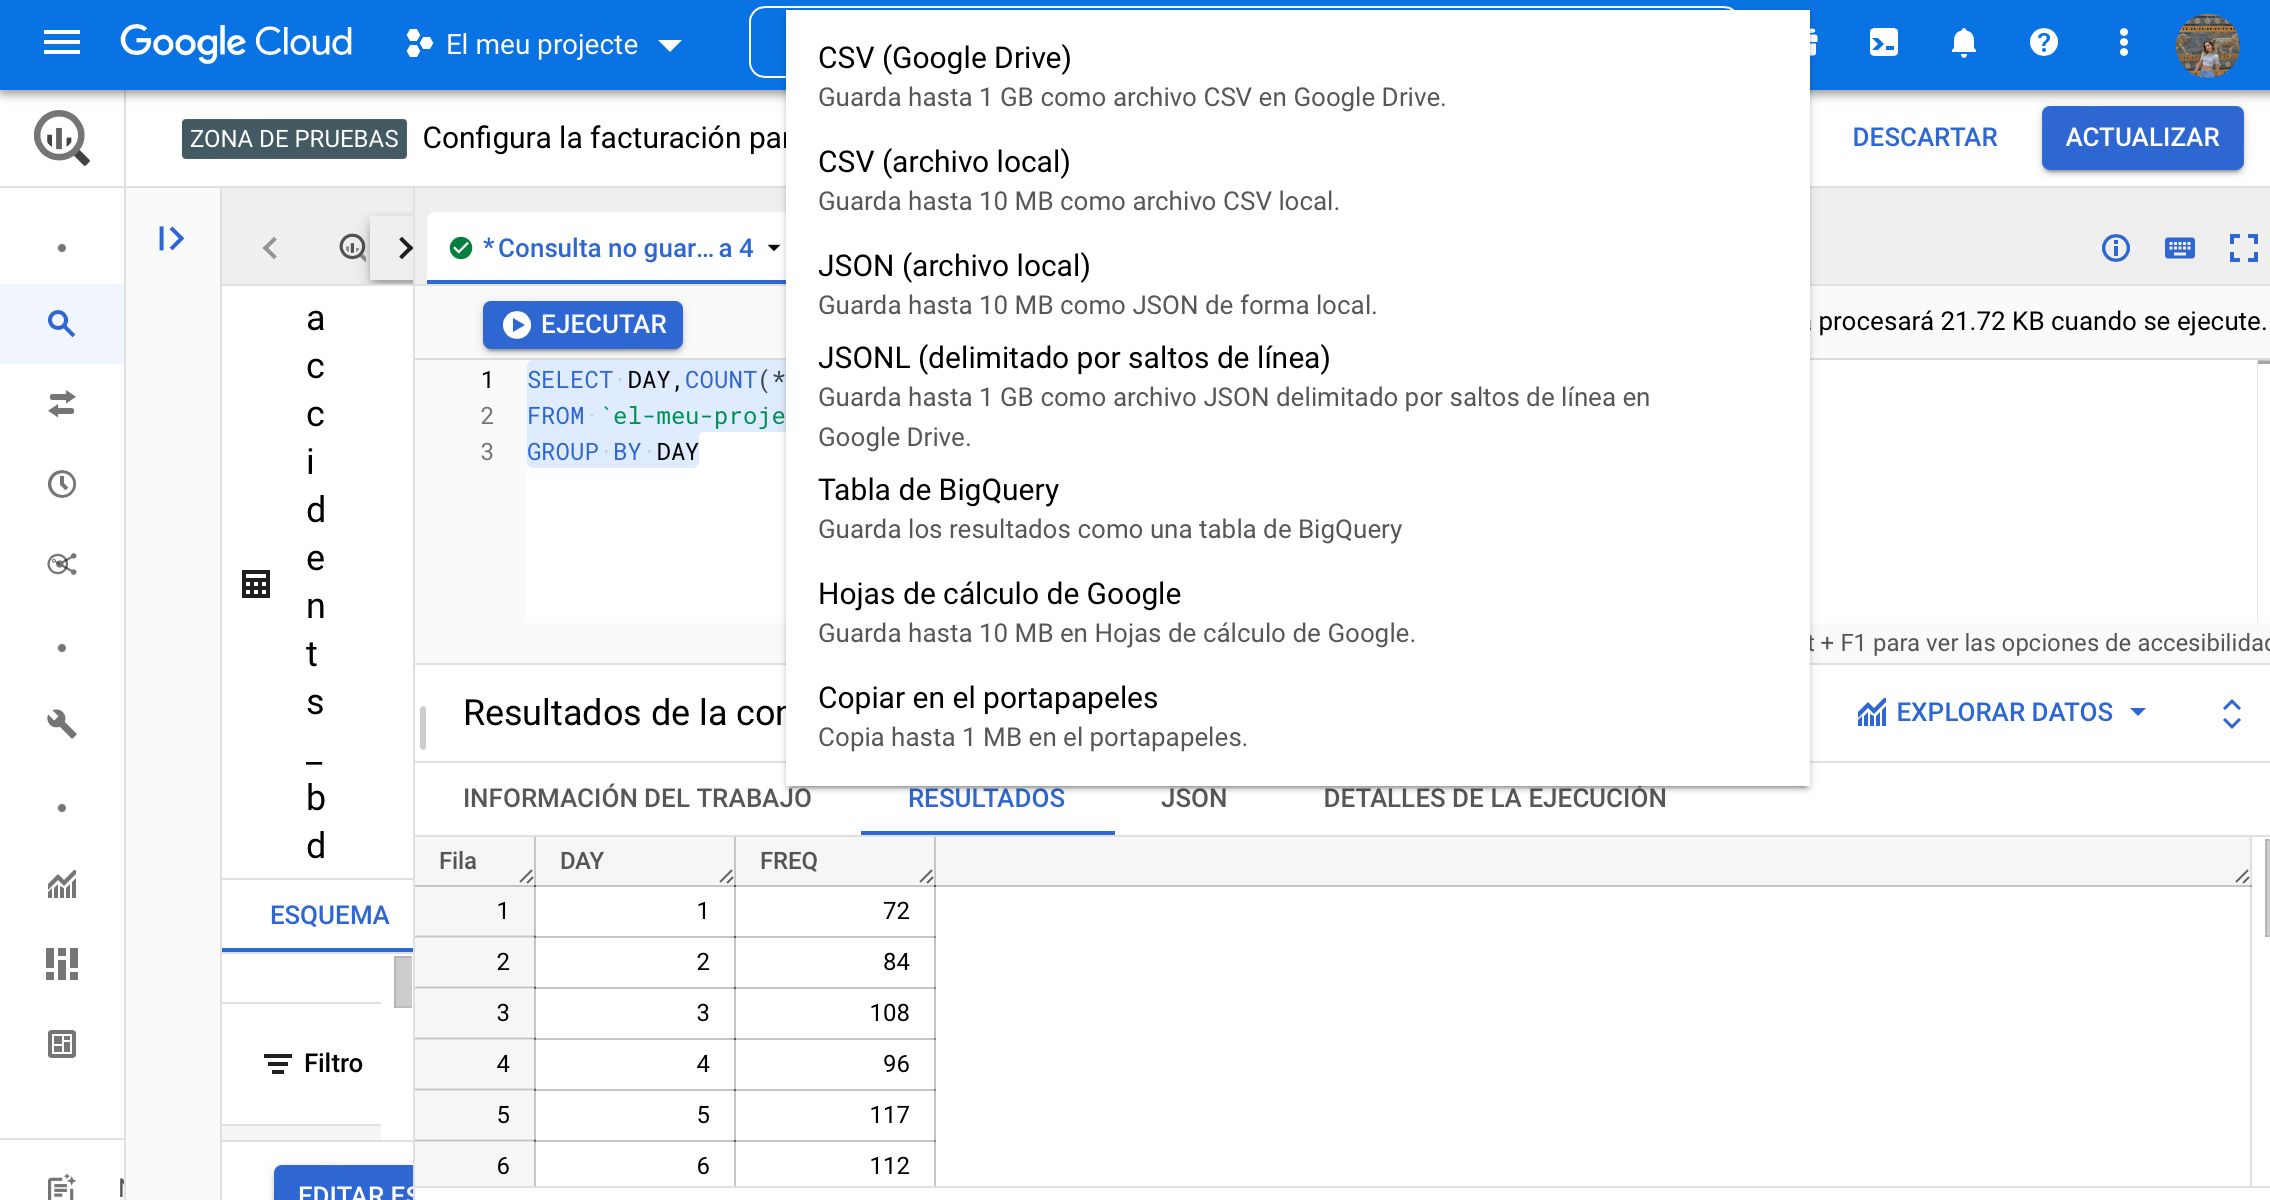 Google Cloud
El meu projecte
ZONA DE PRUEBAS
Configura la facturación
DESCARTAR
ACTUALIZAR
CSV (Google Drive)
Guarda hasta 1 GB como archivo CSV en Google Drive.
CSV (archivo local)
Guarda hasta 10 MB como archivo CSV local.
JSON (archivo local)
Guarda hasta 10 MB como JSON de forma local.
JSONL (delimitado por saltos de línea)
Guarda hasta 1 GB como archivo JSON delimitado por saltos de línea en
Google Drive.
Tabla de BigQuery
Guarda los resultados como una tabla de BigQuery
Hojas de cálculo de Google
Guarda hasta 10 MB en Hojas de cálculo de Google.
Copiar en el portapapeles
Copia hasta 1 MB en el portapapeles.
*Consulta no guar... a 4
EJECUTAR
procesará 21.72 KB cuando se ejecute.
1 SELECT DAY,COUNT(*
2 FROM `el-meu-proje
3 GROUP BY DAY
a
c
c
i
d
e
n
t
s
_
b
d
+ F1 para ver las opciones de accesibilidad
Resultados de la
EXPLORAR DATOS
INFORMACIÓN DEL TRABAJO
RESULTADOS
JSON
DETALLES DE LA EJECUCIÓN
ESQUEMA
Filtro
EDITAR ES
Fila DAY FREQ
1 1 72
2 2 84
3 3 108
4 4 96
5 5 117
6 6 112